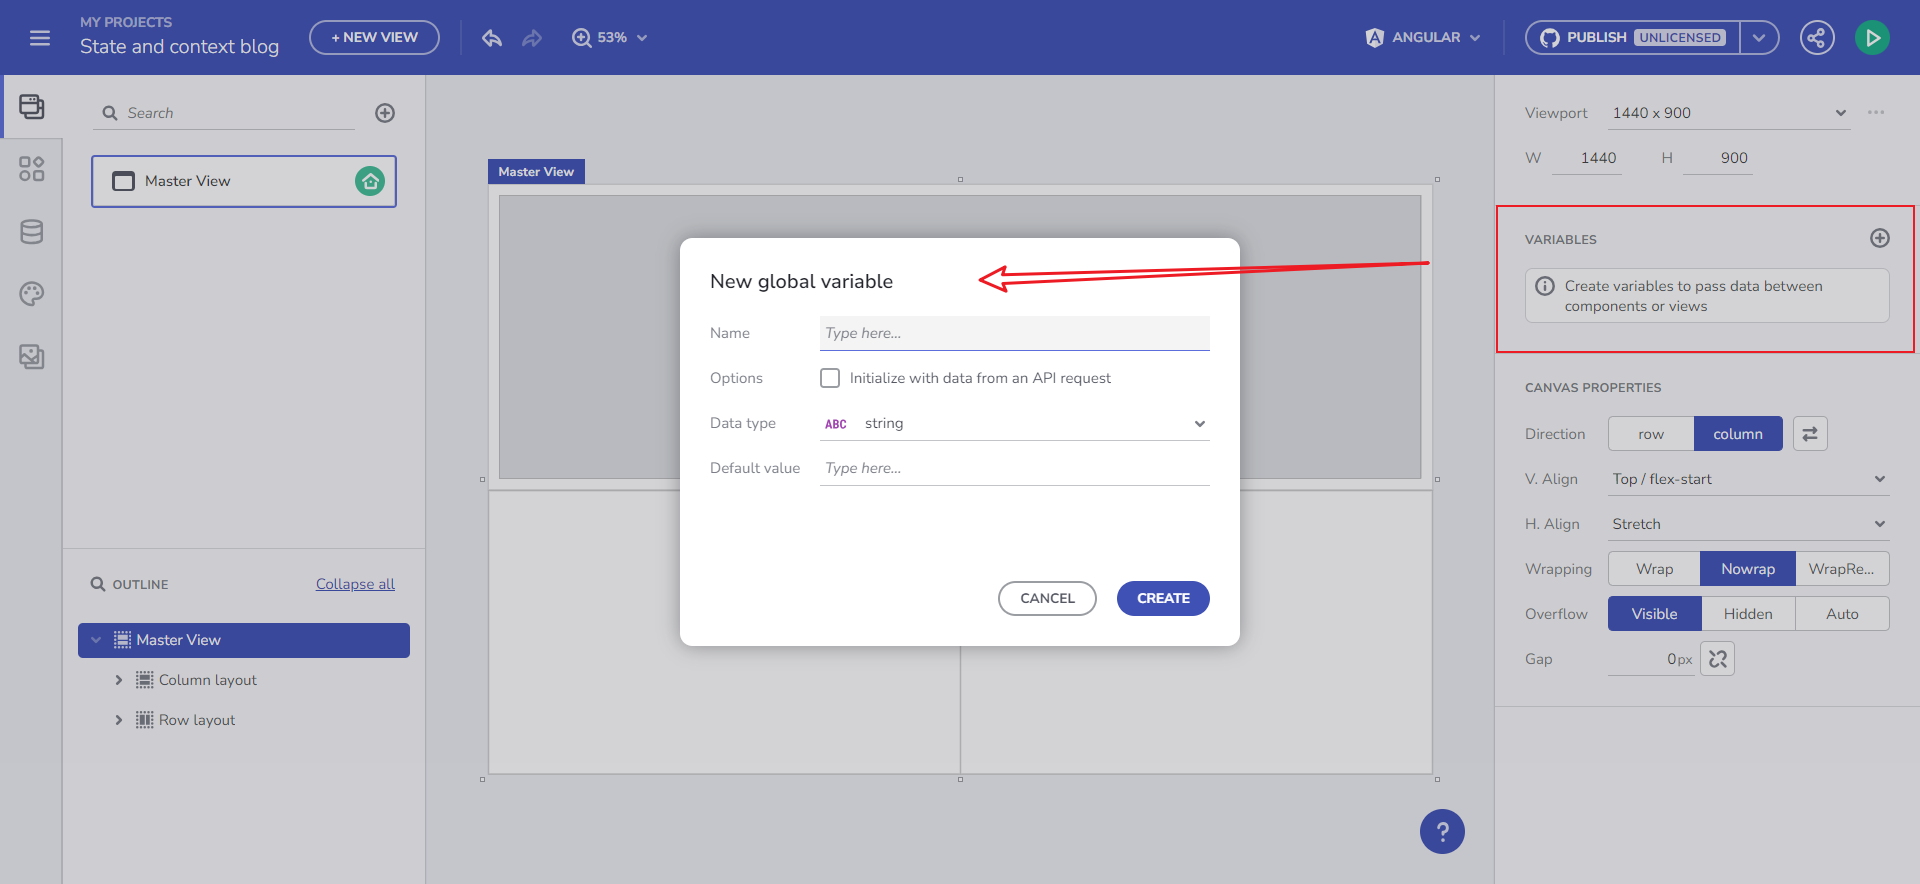 MY PROJECTS
State and context blog
+ NEW VIEW
53%
ANGULAR
PUBLISH UNLICENSED
Search
Master View
OUTLINE
Collapse all
Master View
Column layout
Row layout
Master View
New global variable
Name
Type here...
Options
Initialize with data from an API request
Data type
ABC string
Default value
Type here...
CANCEL
CREATE
?
Viewport
1440 x 900
W 1440 H 900
VARIABLES
Create variables to pass data between
components or views
CANVAS PROPERTIES
Direction row column
V. Align Top / flex-start
H. Align Stretch
Wrapping Wrap Nowrap WrapRe...
Overflow Visible Hidden Auto
Gap 0px